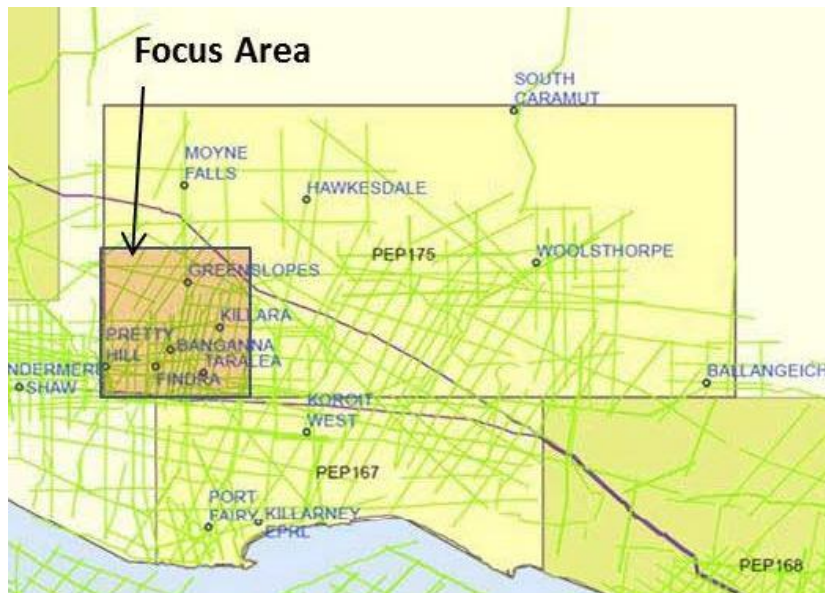 Focus Area
SOUTH
CARAMUT
MOYNE
FALLS
HAWKESDALE
PEP175
WOOLSTHORPE
GREENSLOPES
KILLARA
PRETTY
HILL
BANGANNA
TARALEA
FINDRA
NDERMERE
SHAW
BALLANGEICH
KOROIT
WEST
PEP167
PORT
FAIRY
KILLARNEY
EPRL
PEP168